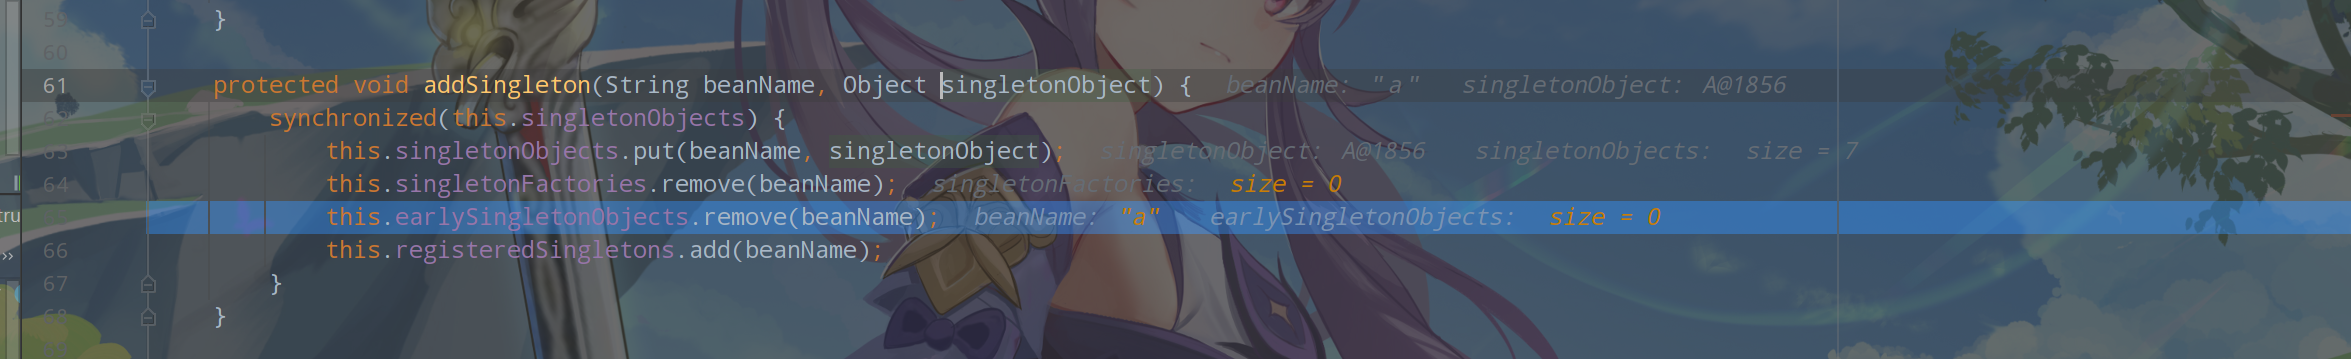 59 }
60
61 protected void addSingleton(String beanName, Object singletonObject) { beanName: "a" singletonObject: A@1856
62 synchronized(this.singletonObjects) {
63 this.singletonObjects.put(beanName, singletonObject); singletonObject: A@1856 singletonObjects: size = 7
64 this.singletonFactories.remove(beanName); singletonFactories: size = 0
tru
this.earlySingletonObjects.remove(beanName); beanName: "a" earlySingletonObjects: size = 0
» 66 this.registeredSingletons.add(beanName);
67 }
68 }